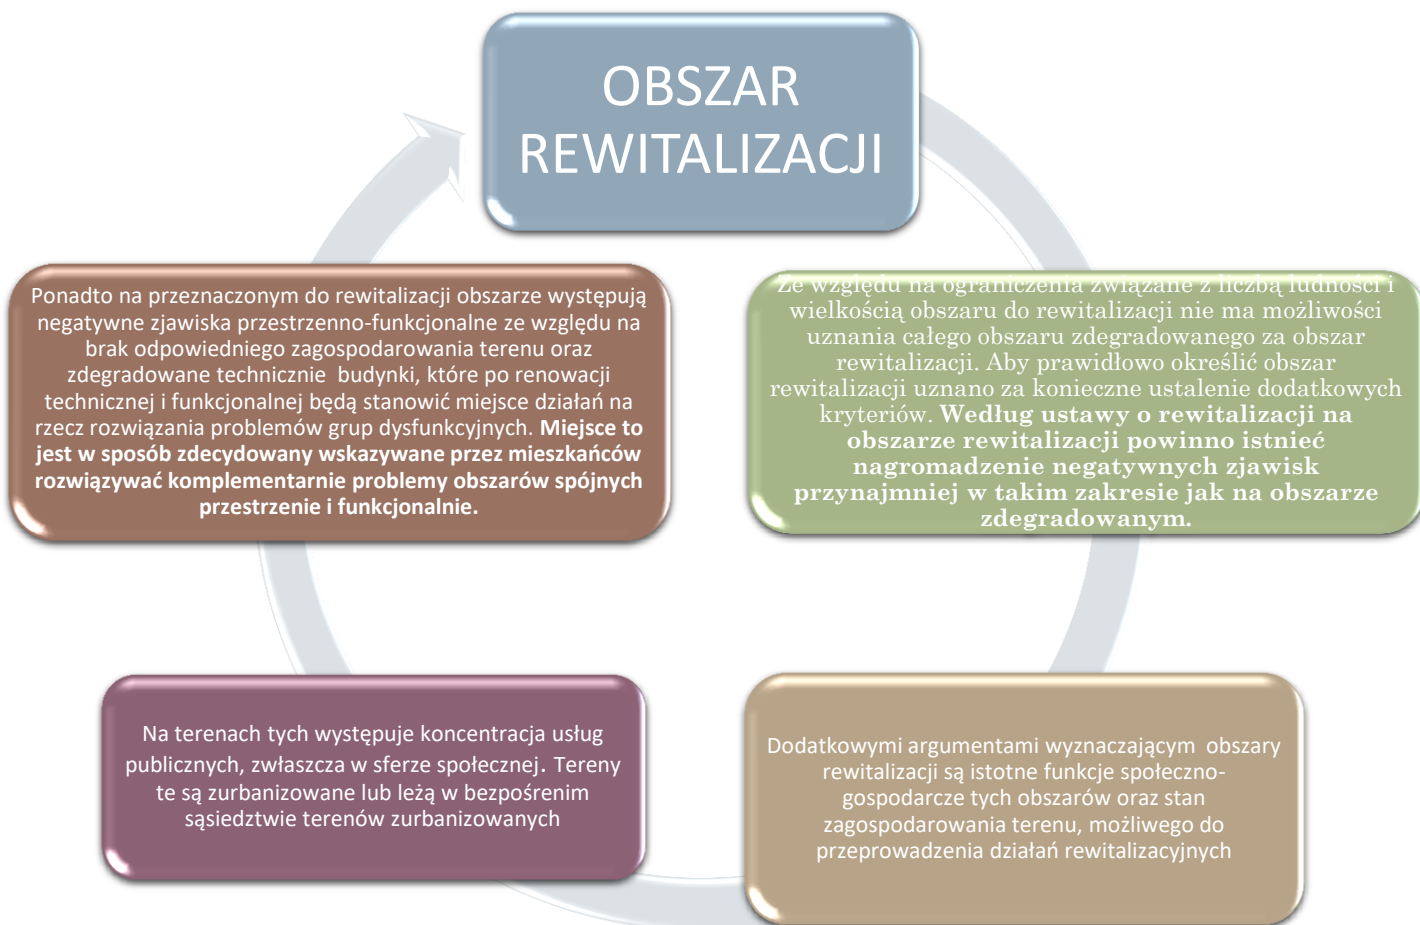 OBSZAR
REWITALIZACJI
Ze względu na ograniczenia związane z liczbą ludności i
wielkością obszaru do rewitalizacji nie ma możliwości
uznania całego obszaru zdegradowanego za obszar
rewitalizacji. Aby prawidłowo określić obszar
rewitalizacji uznano za konieczne ustalenie dodatkowych
kryteriów. Według ustawy o rewitalizacji na
obszarze rewitalizacji powinno istnieć
nagromadzenie negatywnych zjawisk
przynajmniej w takim zakresie jak na obszarze
zdegradowanym.
Dodatkowymi argumentami wyznaczającym obszary
rewitalizacji są istotne funkcje społeczno-
gospodarcze tych obszarów oraz stan
zagospodarowania terenu, możliwego do
przeprowadzenia działań rewitalizacyjnych
Na terenach tych występuje koncentracja usług
publicznych, zwłaszcza w sferze społecznej. Tereny
te są zurbanizowane lub leżą w bezpośrenim
sąsiedztwie terenów zurbanizowanych
Ponadto na przeznaczonym do rewitalizacji obszarze występują
negatywne zjawiska przestrzenno-funkcjonalne ze względu na
brak odpowiedniego zagospodarowania terenu oraz
zdegradowane technicznie budynki, które po renowacji
technicznej i funkcjonalnej będą stanowić miejsce działań na
rzecz rozwiązania problemów grup dysfunkcyjnych. Miejsce to
jest w sposób zdecydowany wskazywane przez mieszkańców
rozwiązywać komplementarnie problemy obszarów spójnych
przestrzenie i funkcjonalnie.